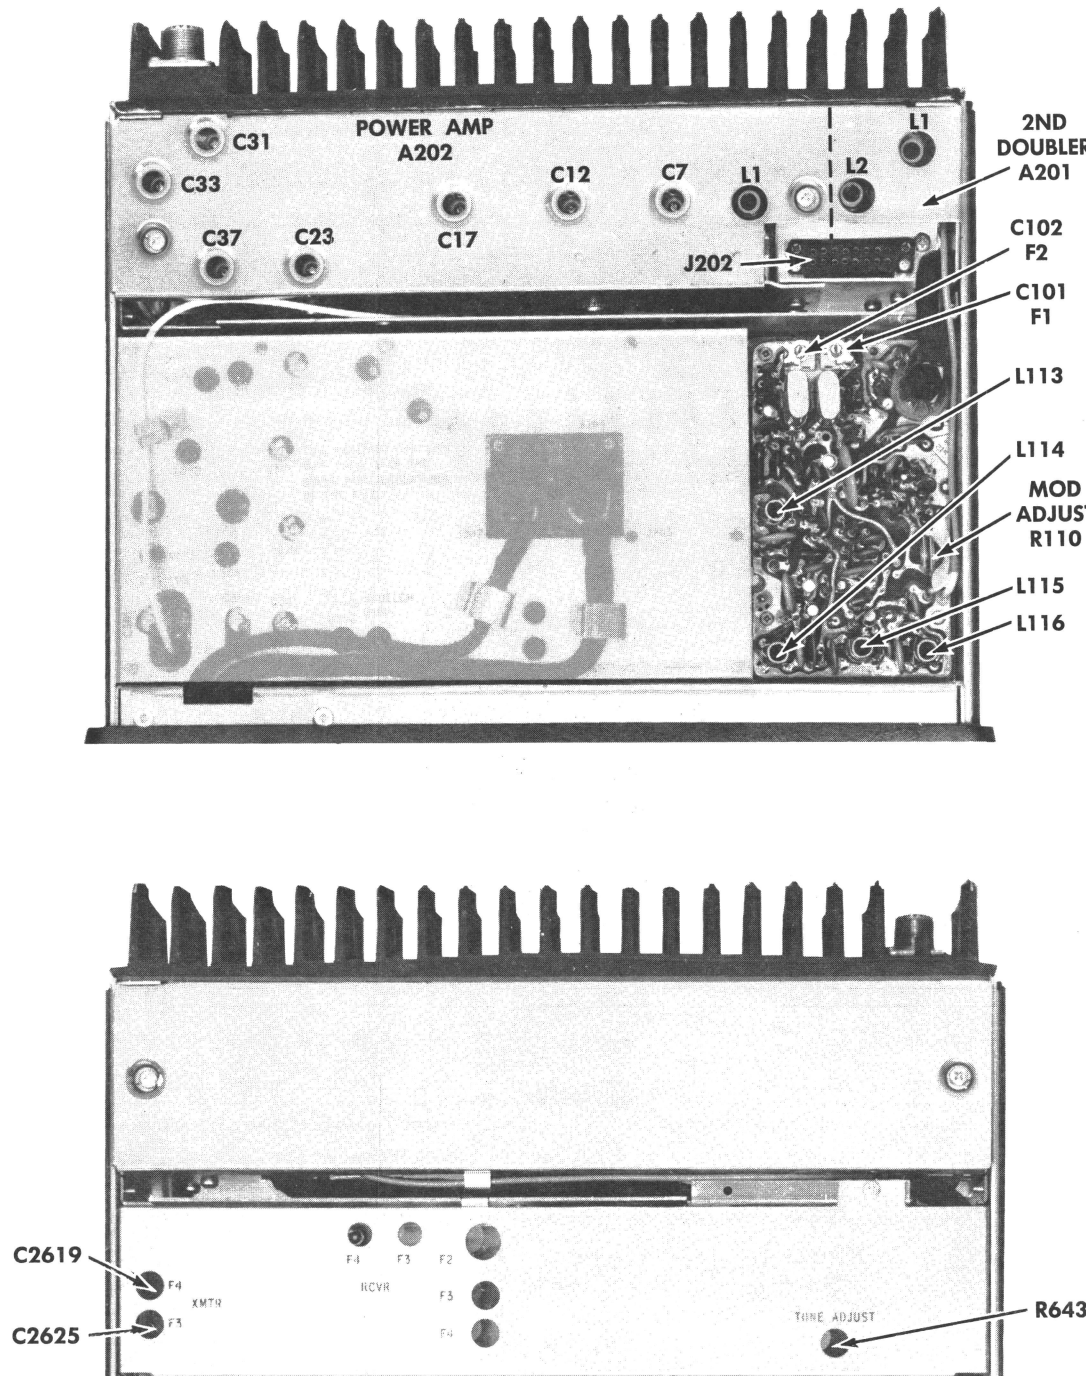 L1
2ND
DOUBLER
A201
POWER AMP
A202
C31
C33
C12
C7
L1
L2
C17
C37
C23
J202
C102
F2
C101
F1
L113
L114
MOD
ADJUST
R110
L115
L116
C2619
C2625
F4
F3
F2
RCVR
F3
F4
F4
XMTR
F3
TONE ADJUST
R643